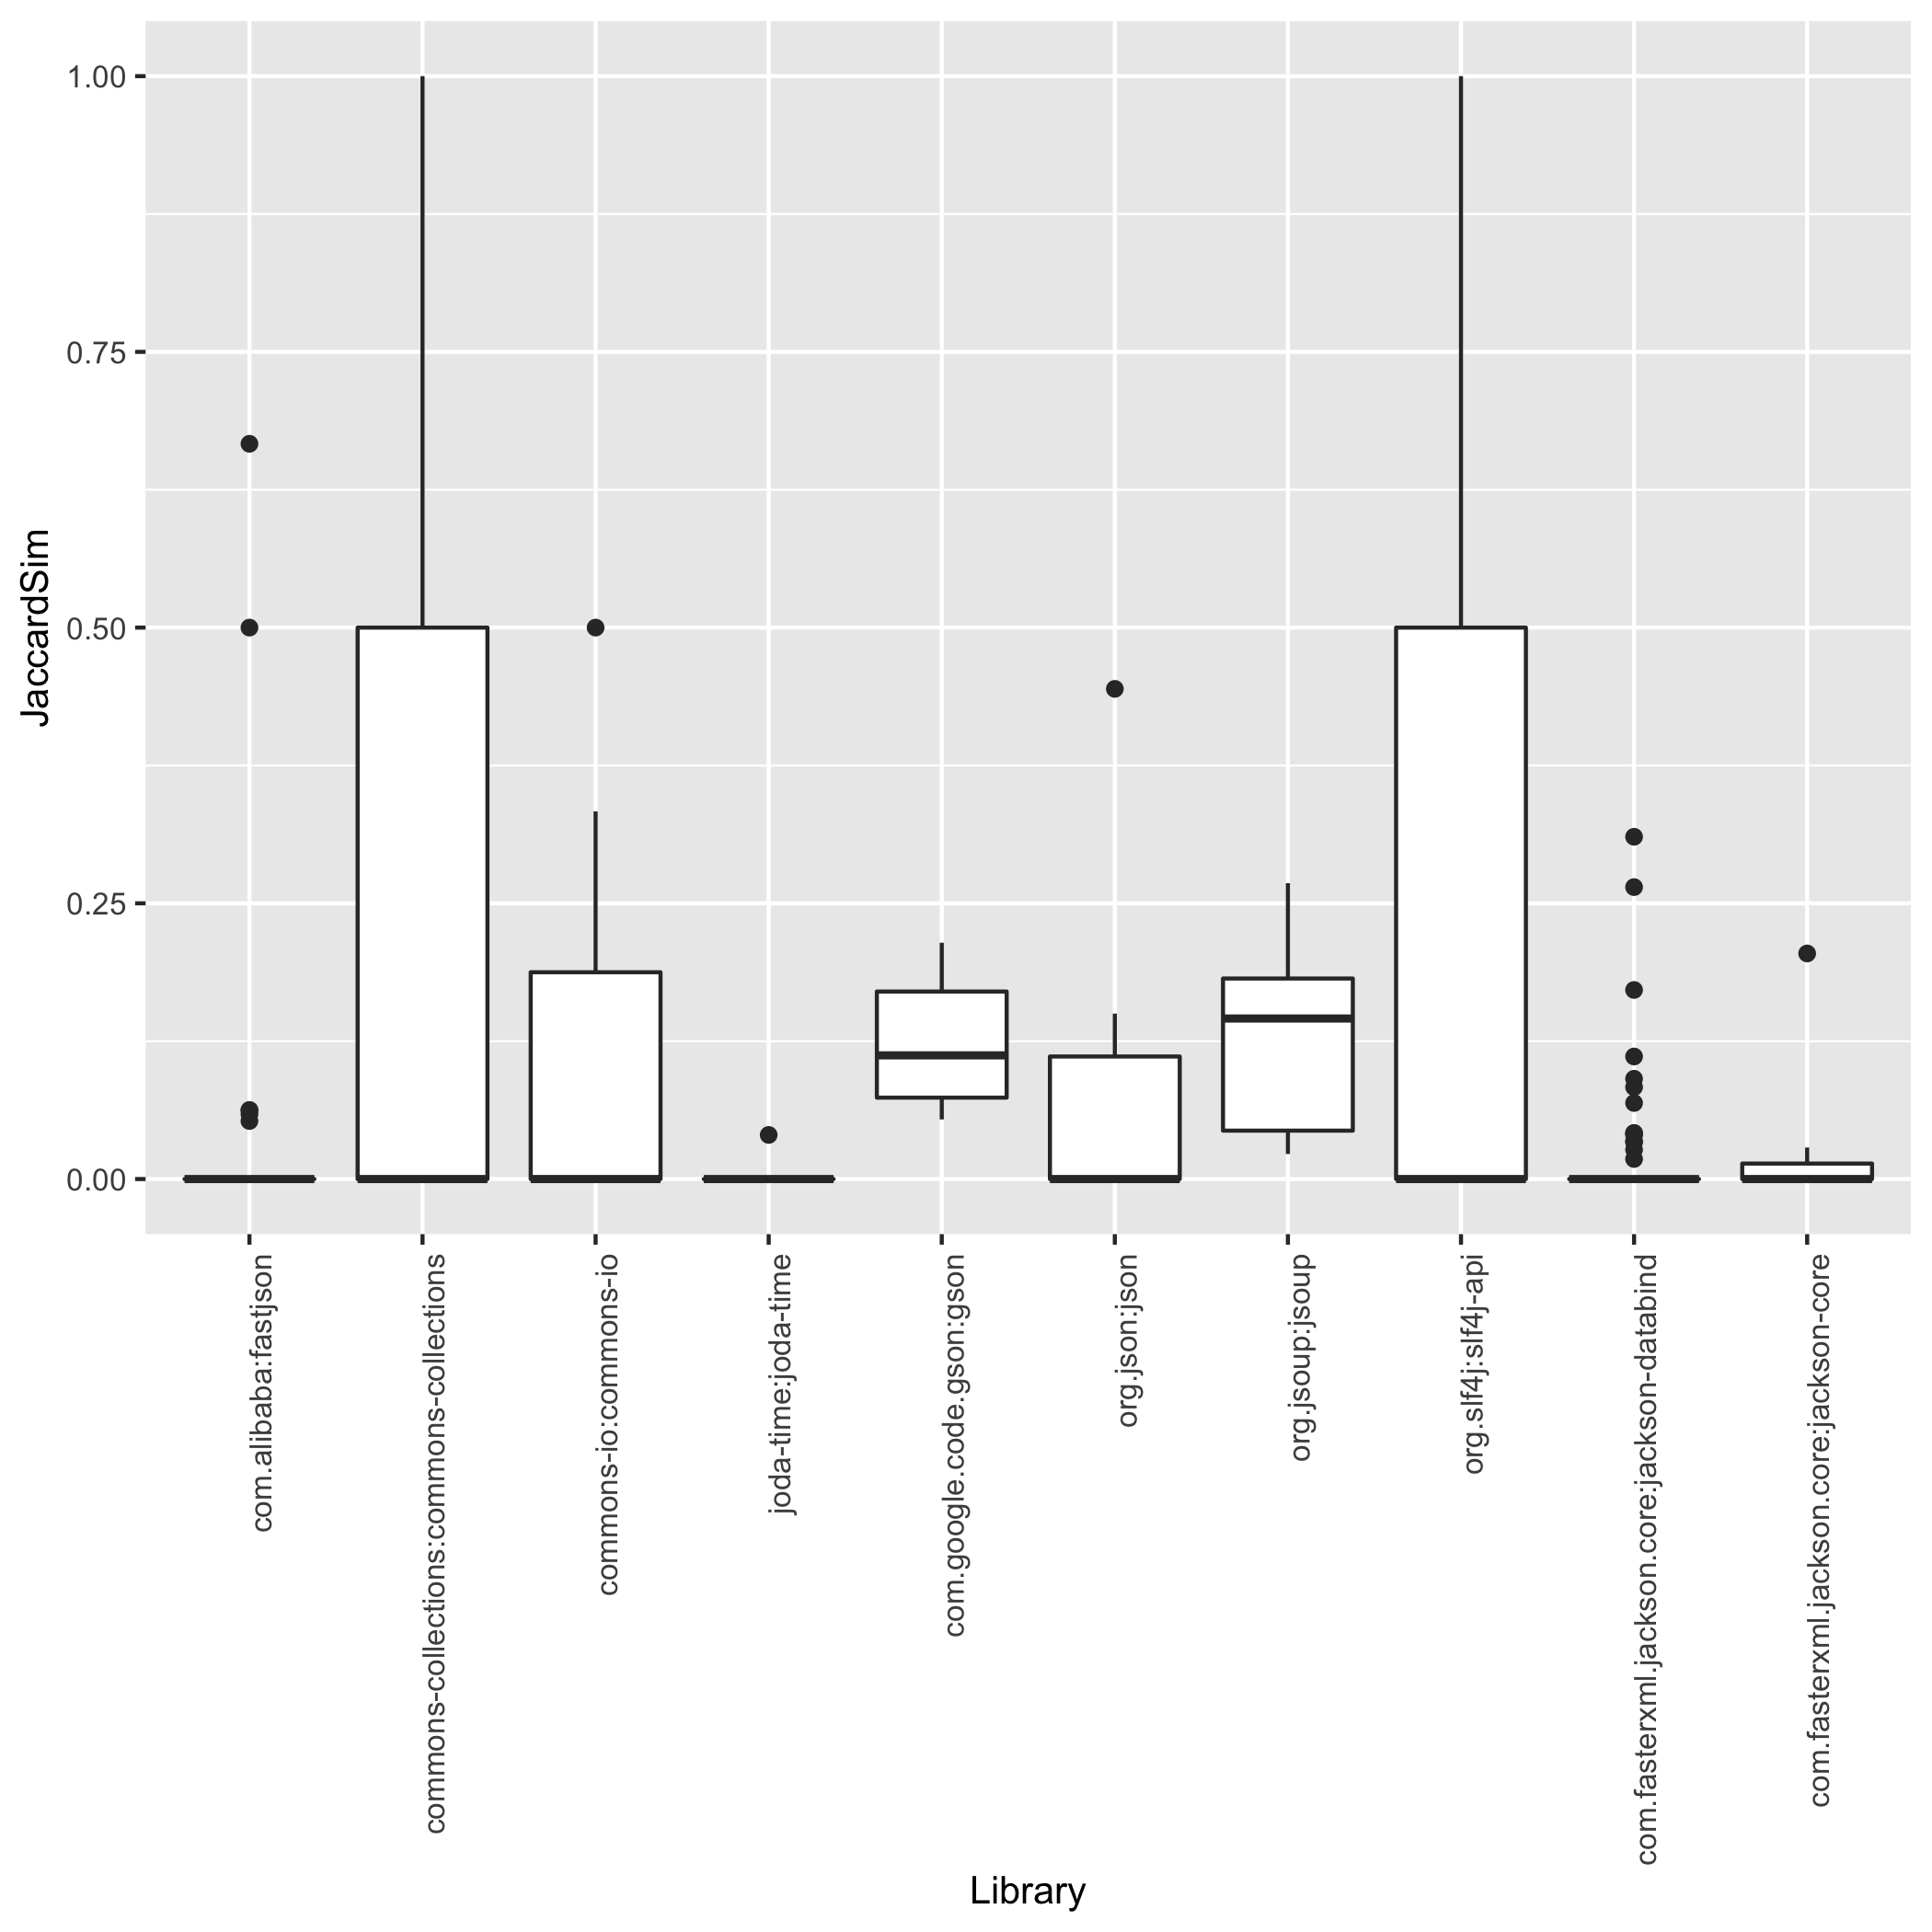 JaccardSim
1.00
0.75
0.50
0.25
0.00
com.alibaba:fastjson
commons-collections:commons-collections
commons-io:commons-io
joda-time:joda-time
com.google.code.gson:gson
org.json:json
org.jsoup:jsoup
org.slf4j:slf4j-api
com.fasterxml.jackson.core:jackson-databind
com.fasterxml.jackson.core:jackson-core
Library